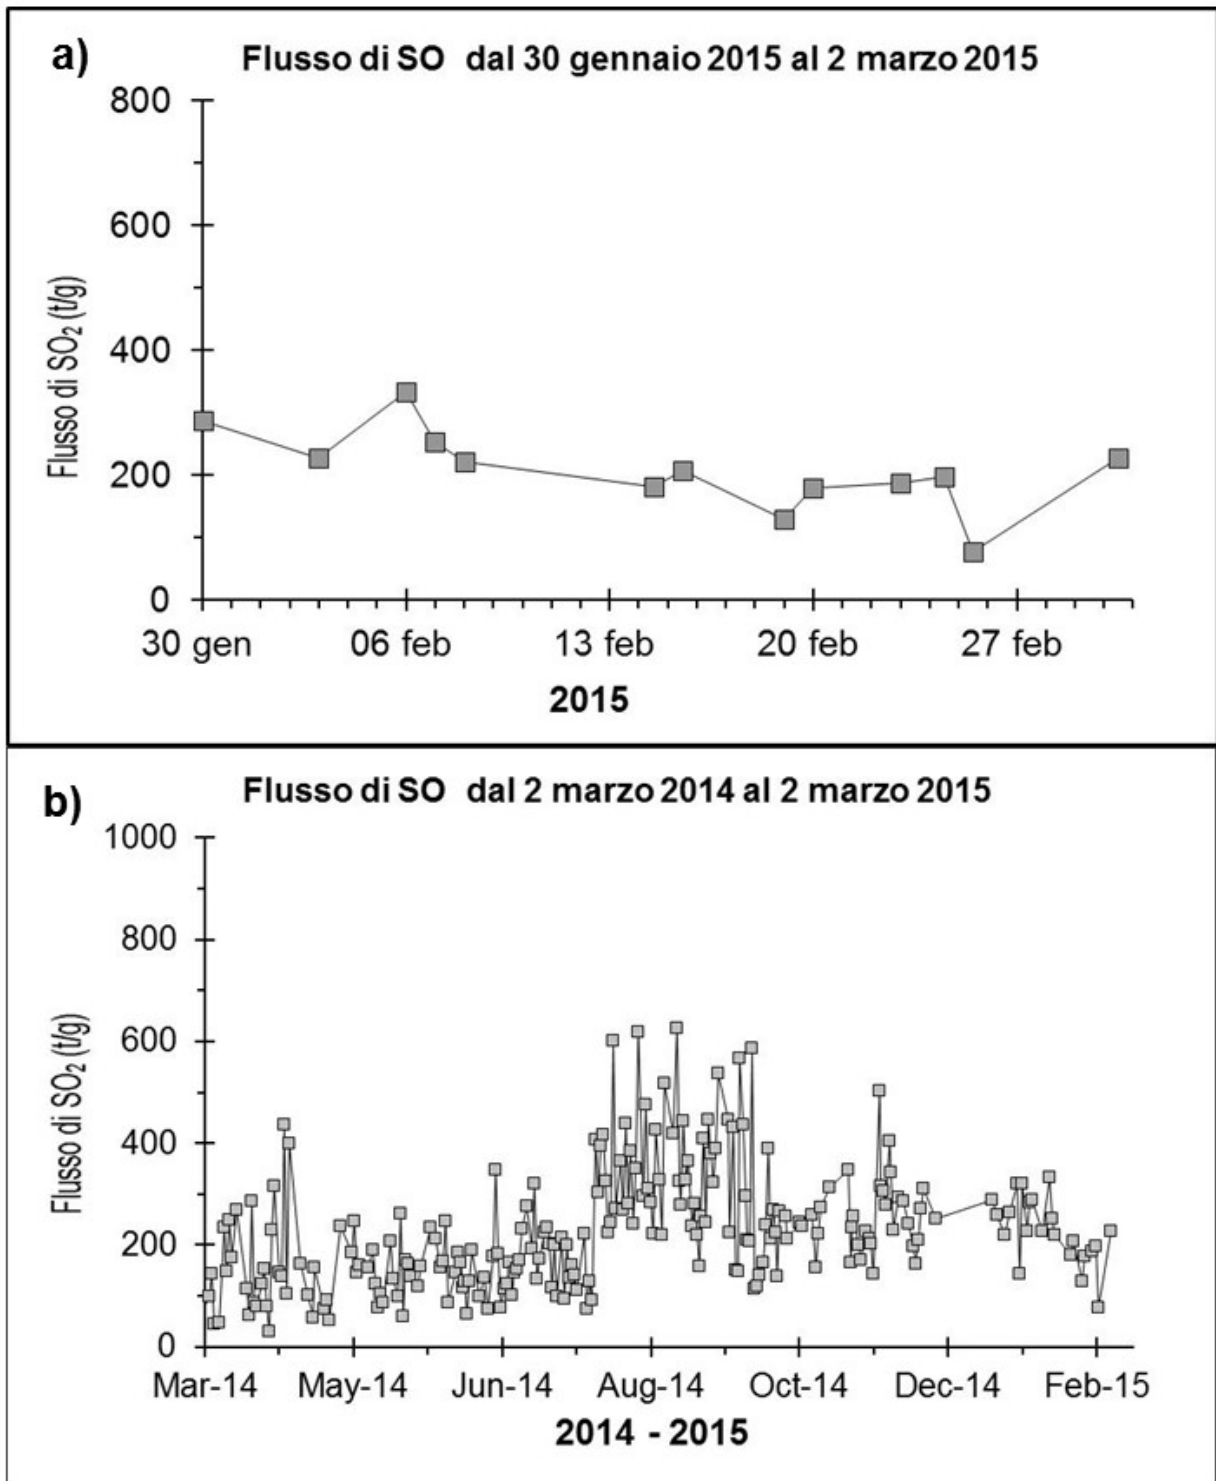 a)
Flusso di SO dal 30 gennaio 2015 al 2 marzo 2015
800
600
400
200
0
Flusso di SO₂ (t/g)
30 gen 06 feb 13 feb 20 feb 27 feb
2015
b)
Flusso di SO dal 2 marzo 2014 al 2 marzo 2015
1000
800
600
400
200
0
Flusso di SO₂ (t/g)
Mar-14 May-14 Jun-14 Aug-14 Oct-14 Dec-14 Feb-15
2014 - 2015